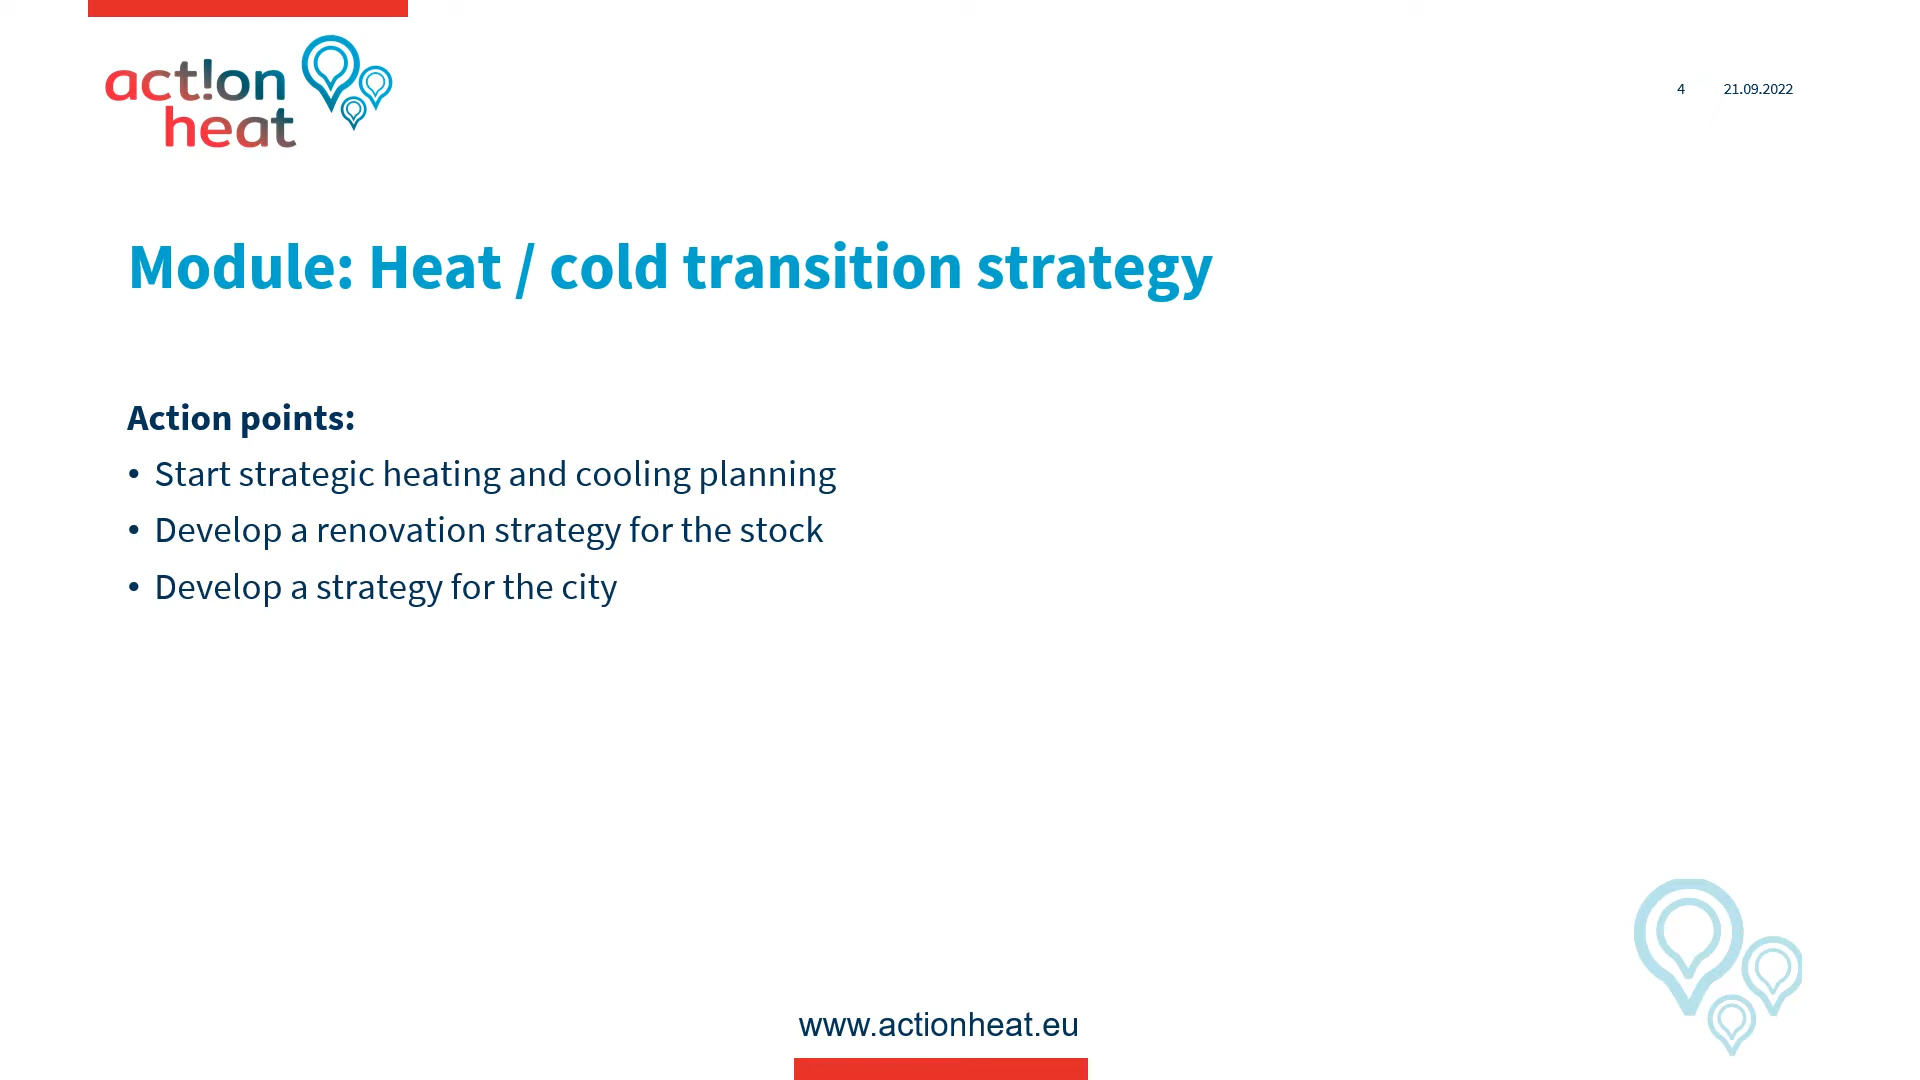 act!on
heat
4 21.09.2022
Module: Heat / cold transition strategy
Action points:
• Start strategic heating and cooling planning
• Develop a renovation strategy for the stock
• Develop a strategy for the city
www.actionheat.eu